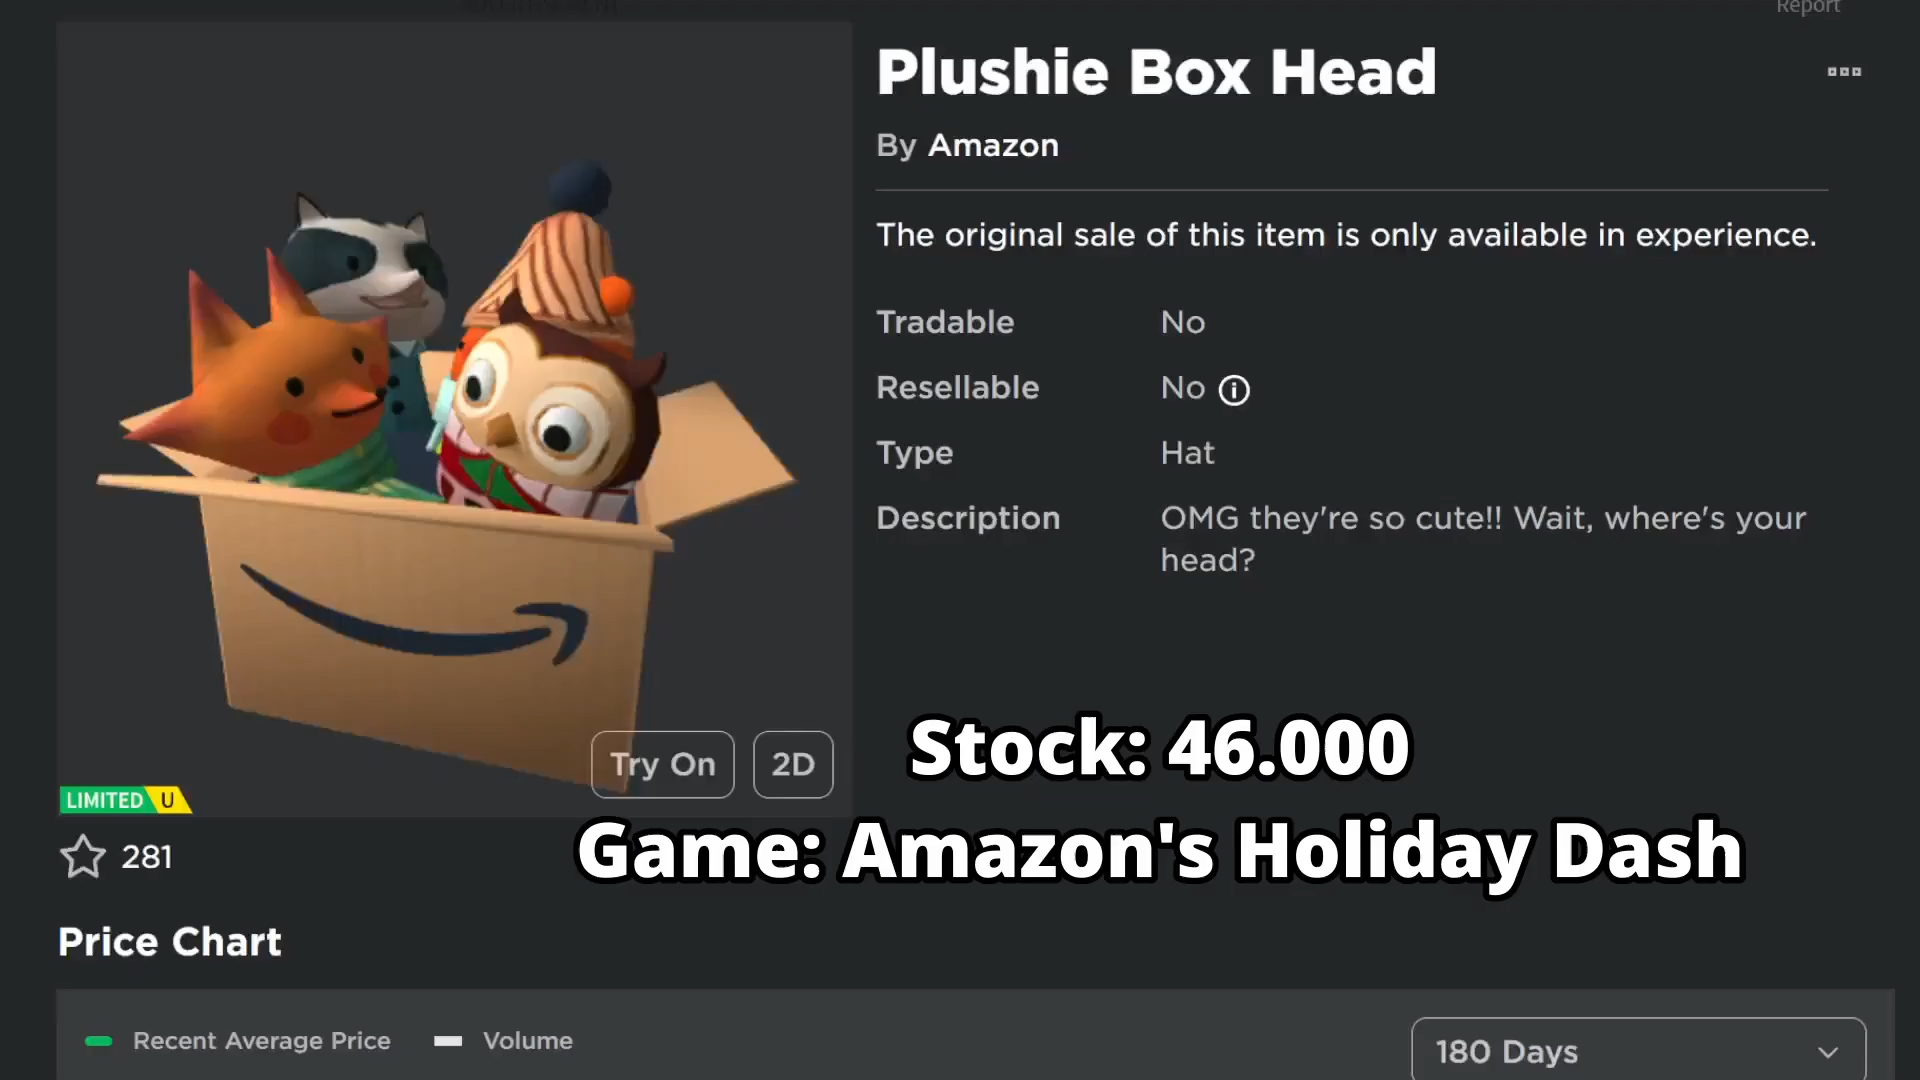 Report
Plushie Box Head
By Amazon
The original sale of this item is only available in experience.
Tradable No
Resellable No
Type Hat
Description OMG they're so cute!! Wait, where's your
head?
Try On 2D
LIMITED U
Stock: 46.000
Game: Amazon's Holiday Dash
281
Price Chart
Recent Average Price Volume
180 Days